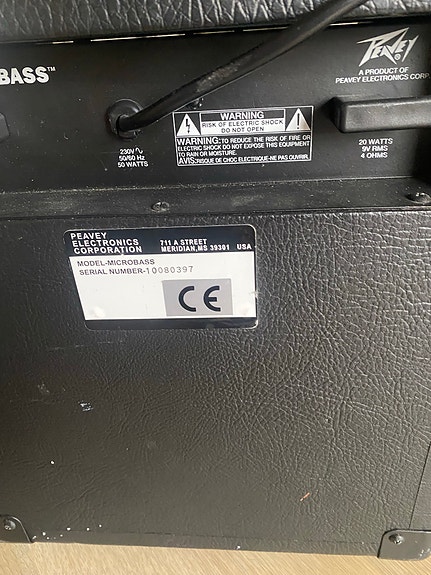 BASS™
PEAVEY®
A PRODUCT OF
PEAVEY ELECTRONICS CORP.
WARNING
RISK OF ELECTRIC SHOCK
DO NOT OPEN
WARNING: TO REDUCE THE RISK OF FIRE OR
ELECTRIC SHOCK DO NOT EXPOSE THIS EQUIPMENT
TO RAIN OR MOISTURE.
AVIS: RISQUE DE CHOC ELECTRIQUE-NE PAS OUVRIR.
230V ∿
50/60 Hz
50 WATTS
20 WATTS
9V RMS
4 OHMS
PEAVEY
ELECTRONICS
CORPORATION
711 A STREET
MERIDIAN, MS 39301 USA
MODEL-MICROBASS
SERIAL NUMBER-10080397
CE